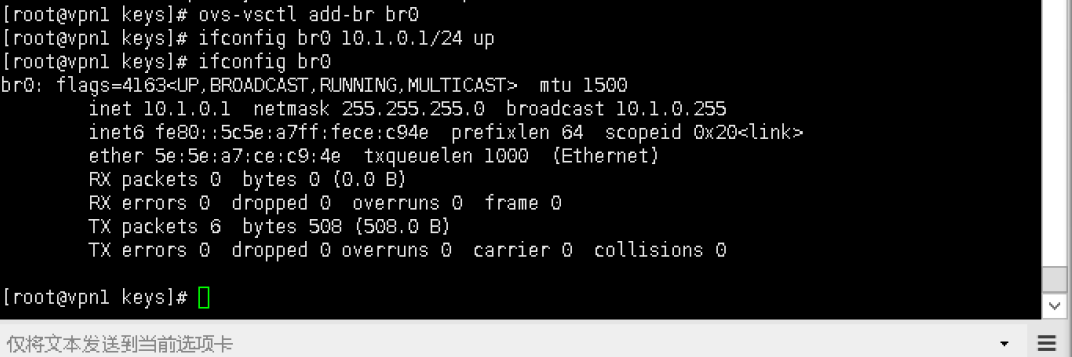 [root@vpn1 keys]# ovs-vsctl add-br br0
[root@vpn1 keys]# ifconfig br0 10.1.0.1/24 up
[root@vpn1 keys]# ifconfig br0
br0: flags=4163<UP,BROADCAST,RUNNING,MULTICAST>  mtu 1500
        inet 10.1.0.1  netmask 255.255.255.0  broadcast 10.1.0.255
        inet6 fe80::5c5e:a7ff:fece:c94e  prefixlen 64  scopeid 0x20<link>
        ether 5e:5e:a7:ce:c9:4e  txqueuelen 1000  (Ethernet)
        RX packets 0  bytes 0 (0.0 B)
        RX errors 0  dropped 0  overruns 0  frame 0
        TX packets 6  bytes 508 (508.0 B)
        TX errors 0  dropped 0 overruns 0  carrier 0  collisions 0
[root@vpn1 keys]#
仅将文本发送到当前选项卡